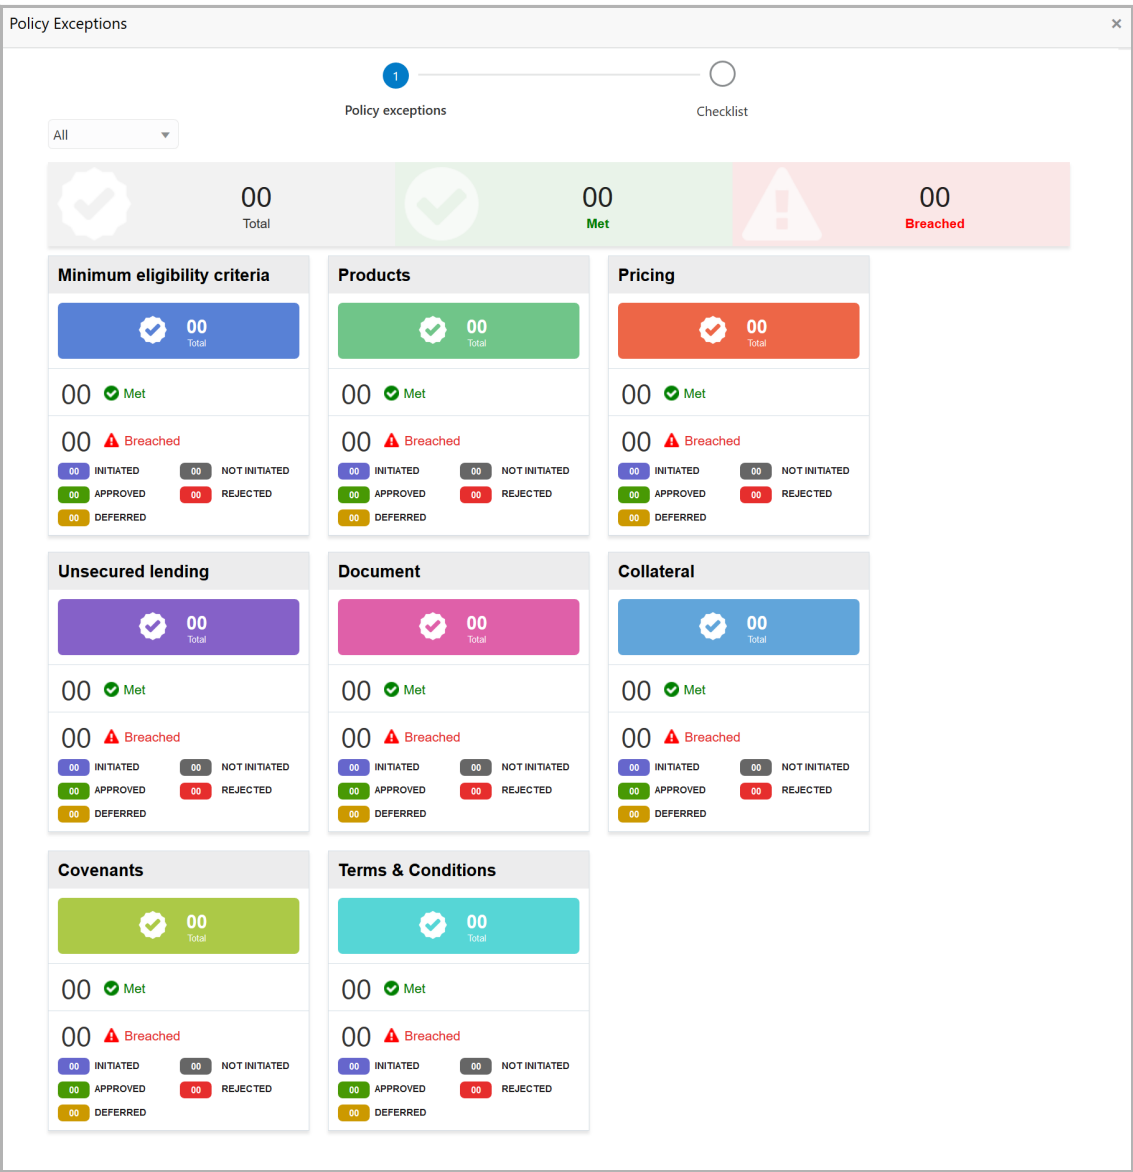 Policy Exceptions ×
1
Policy exceptions Checklist
All
00 00 00
Total Met Breached
Minimum eligibility criteria Products Pricing
00 00 00
Total Total Total
00 Met 00 Met 00 Met
00 Breached 00 Breached 00 Breached
00 INITIATED 00 NOT INITIATED 00 INITIATED 00 NOT INITIATED 00 INITIATED 00 NOT INITIATED
00 APPROVED 00 REJECTED 00 APPROVED 00 REJECTED 00 APPROVED 00 REJECTED
00 DEFERRED 00 DEFERRED 00 DEFERRED
Unsecured lending Document Collateral
00 00 00
Total Total Total
00 Met 00 Met 00 Met
00 Breached 00 Breached 00 Breached
00 INITIATED 00 NOT INITIATED 00 INITIATED 00 NOT INITIATED 00 INITIATED 00 NOT INITIATED
00 APPROVED 00 REJECTED 00 APPROVED 00 REJECTED 00 APPROVED 00 REJECTED
00 DEFERRED 00 DEFERRED 00 DEFERRED
Covenants Terms & Conditions
00 00
Total Total
00 Met 00 Met
00 Breached 00 Breached
00 INITIATED 00 NOT INITIATED 00 INITIATED 00 NOT INITIATED
00 APPROVED 00 REJECTED 00 APPROVED 00 REJECTED
00 DEFERRED 00 DEFERRED